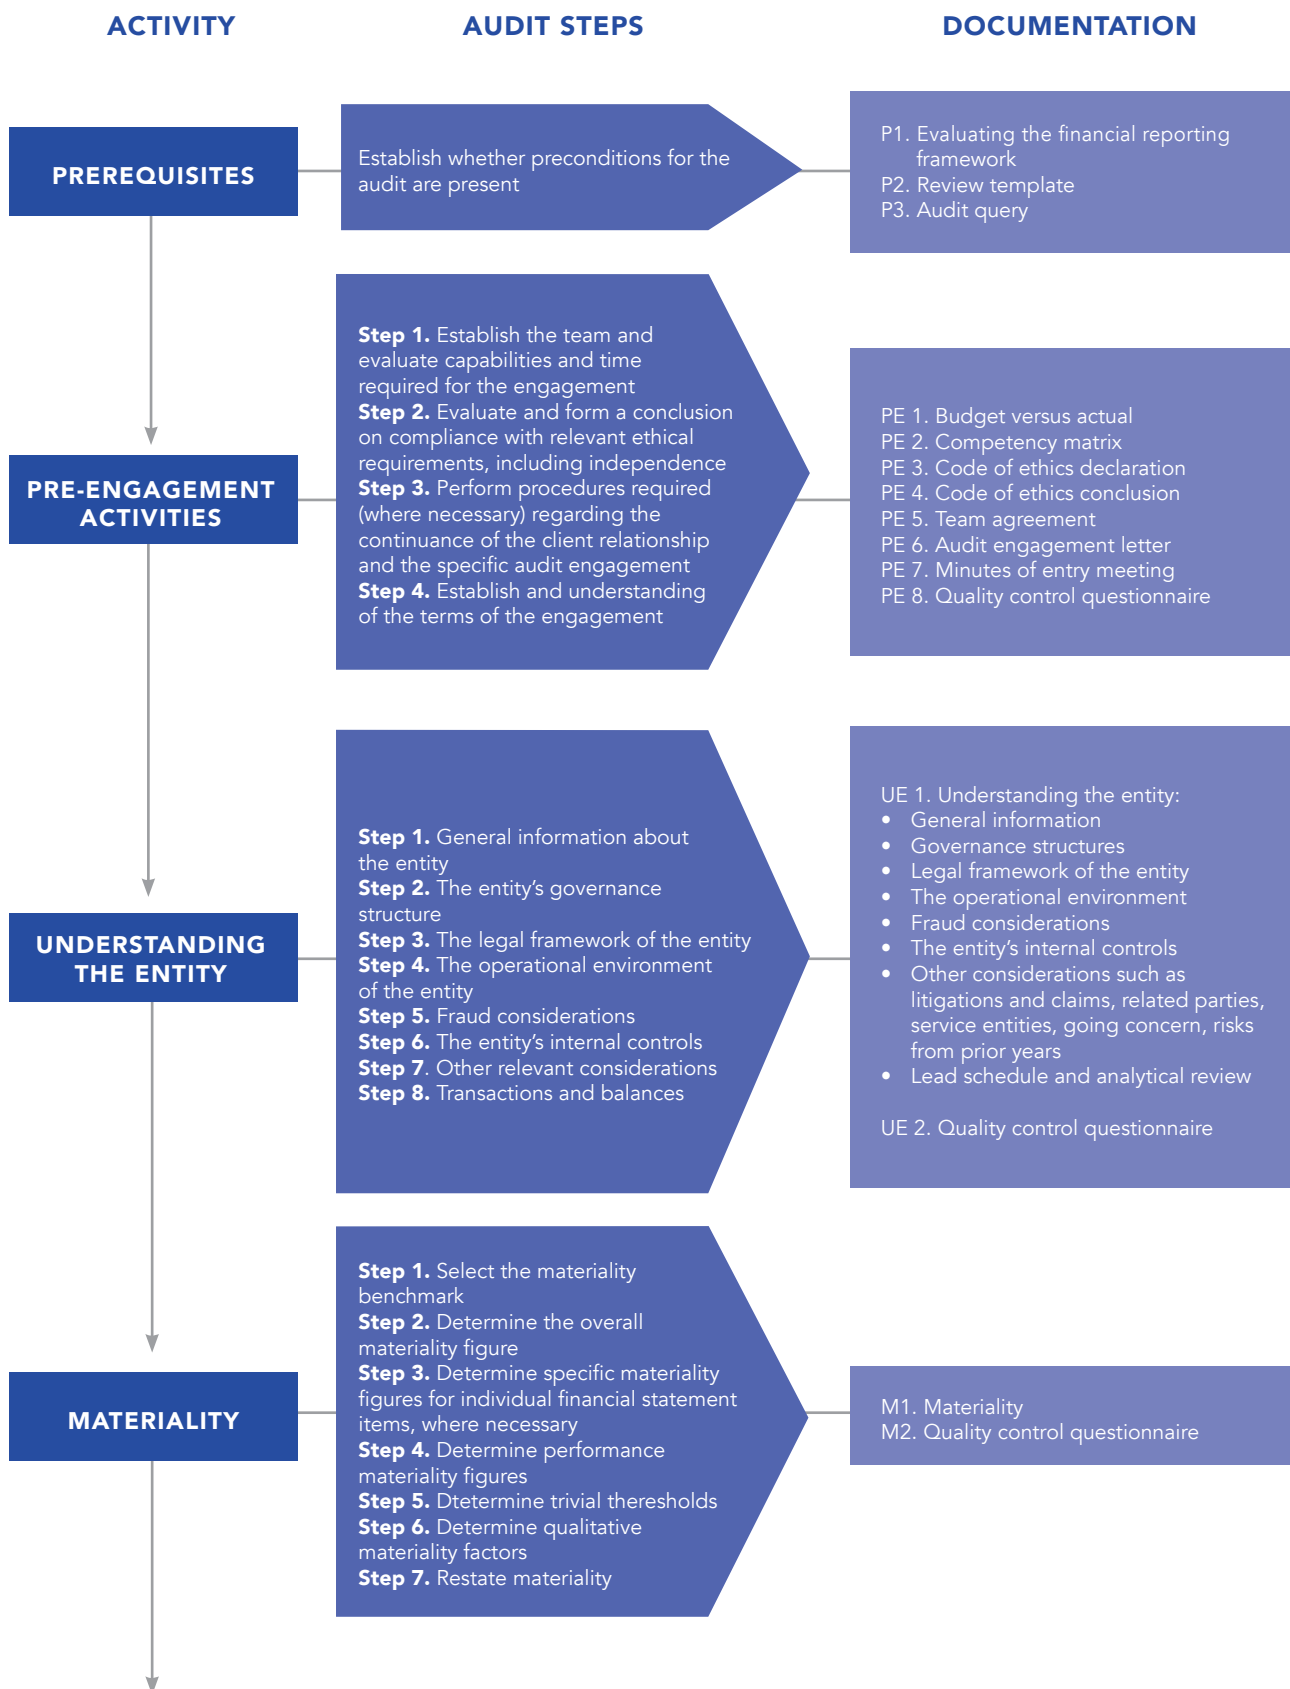 ACTIVITY
AUDIT STEPS
DOCUMENTATION
PREREQUISITES
Establish whether preconditions for the
audit are present
P1. Evaluating the financial reporting
framework
P2. Review template
P3. Audit query
PRE-ENGAGEMENT
ACTIVITIES
Step 1. Establish the team and
evaluate capabilities and time
required for the engagement
Step 2. Evaluate and form a conclusion
on compliance with relevant ethical
requirements, including independence
Step 3. Perform procedures required
(where necessary) regarding the
continuance of the client relationship
and the specific audit engagement
Step 4. Establish and understanding
of the terms of the engagement
PE 1. Budget versus actual
PE 2. Competency matrix
PE 3. Code of ethics declaration
PE 4. Code of ethics conclusion
PE 5. Team agreement
PE 6. Audit engagement letter
PE 7. Minutes of entry meeting
PE 8. Quality control questionnaire
UNDERSTANDING
THE ENTITY
Step 1. General information about
the entity
Step 2. The entity’s governance
structure
Step 3. The legal framework of the entity
Step 4. The operational environment
of the entity
Step 5. Fraud considerations
Step 6. The entity’s internal controls
Step 7. Other relevant considerations
Step 8. Transactions and balances
UE 1. Understanding the entity:
• General information
• Governance structures
• Legal framework of the entity
• The operational environment
• Fraud considerations
• The entity’s internal controls
• Other considerations such as
litigations and claims, related parties,
service entities, going concern, risks
from prior years
• Lead schedule and analytical review
UE 2. Quality control questionnaire
MATERIALITY
Step 1. Select the materiality
benchmark
Step 2. Determine the overall
materiality figure
Step 3. Determine specific materiality
figures for individual financial statement
items, where necessary
Step 4. Determine performance
materiality figures
Step 5. Dtetermine trivial theresholds
Step 6. Determine qualitative
materiality factors
Step 7. Restate materiality
M1. Materiality
M2. Quality control questionnaire